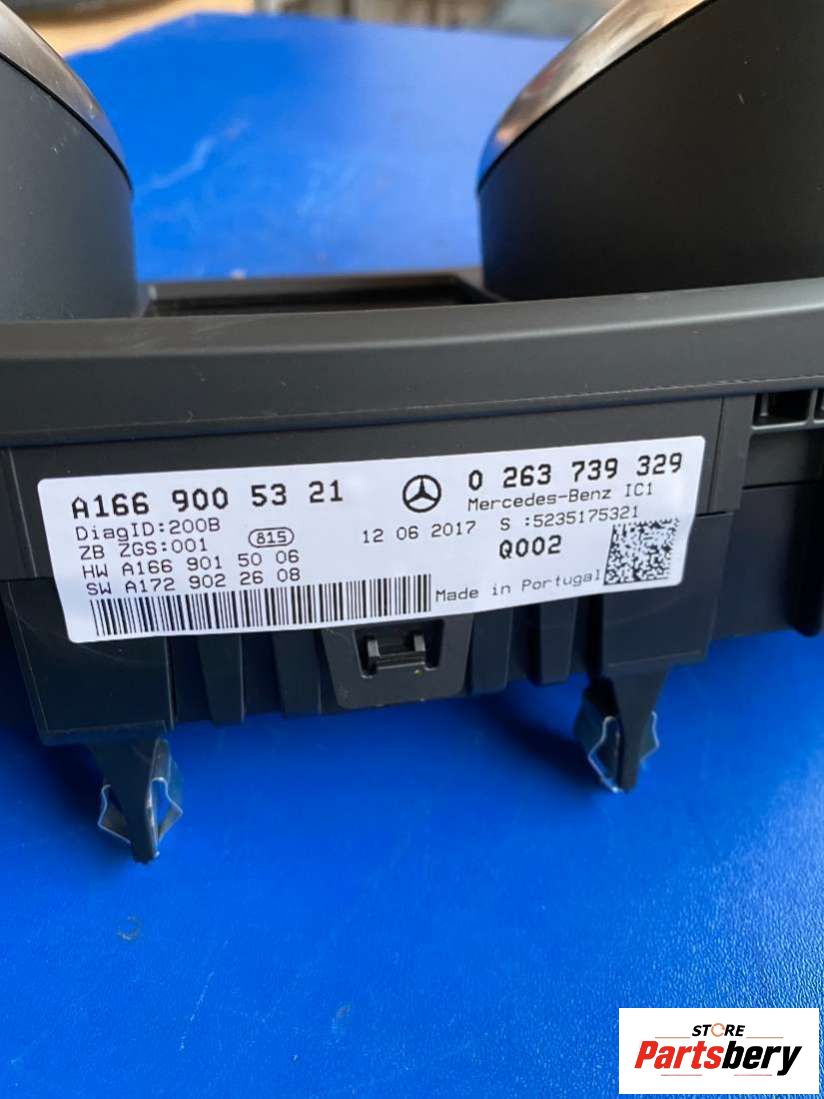 A166 900 53 21
0 263 739 329
DiagID:200B
Mercedes-Benz IC1
ZB ZGS:001
815
12 06 2017
S :5235175321
HW A166 901 50 06
Q002
SW A172 902 26 08
Made in Portugal
STORE
Partsbery